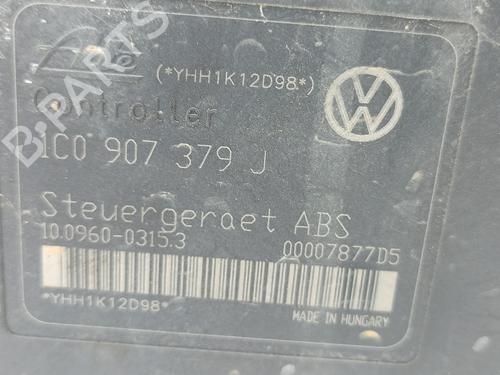 (*YHH1K12D98*)
Controller
1C0 907 379 J
Steuergeraet ABS
10.0960-0315.3 00007877D5
*YHH1K12D98*
MADE IN HUNGARY
B-PARTS